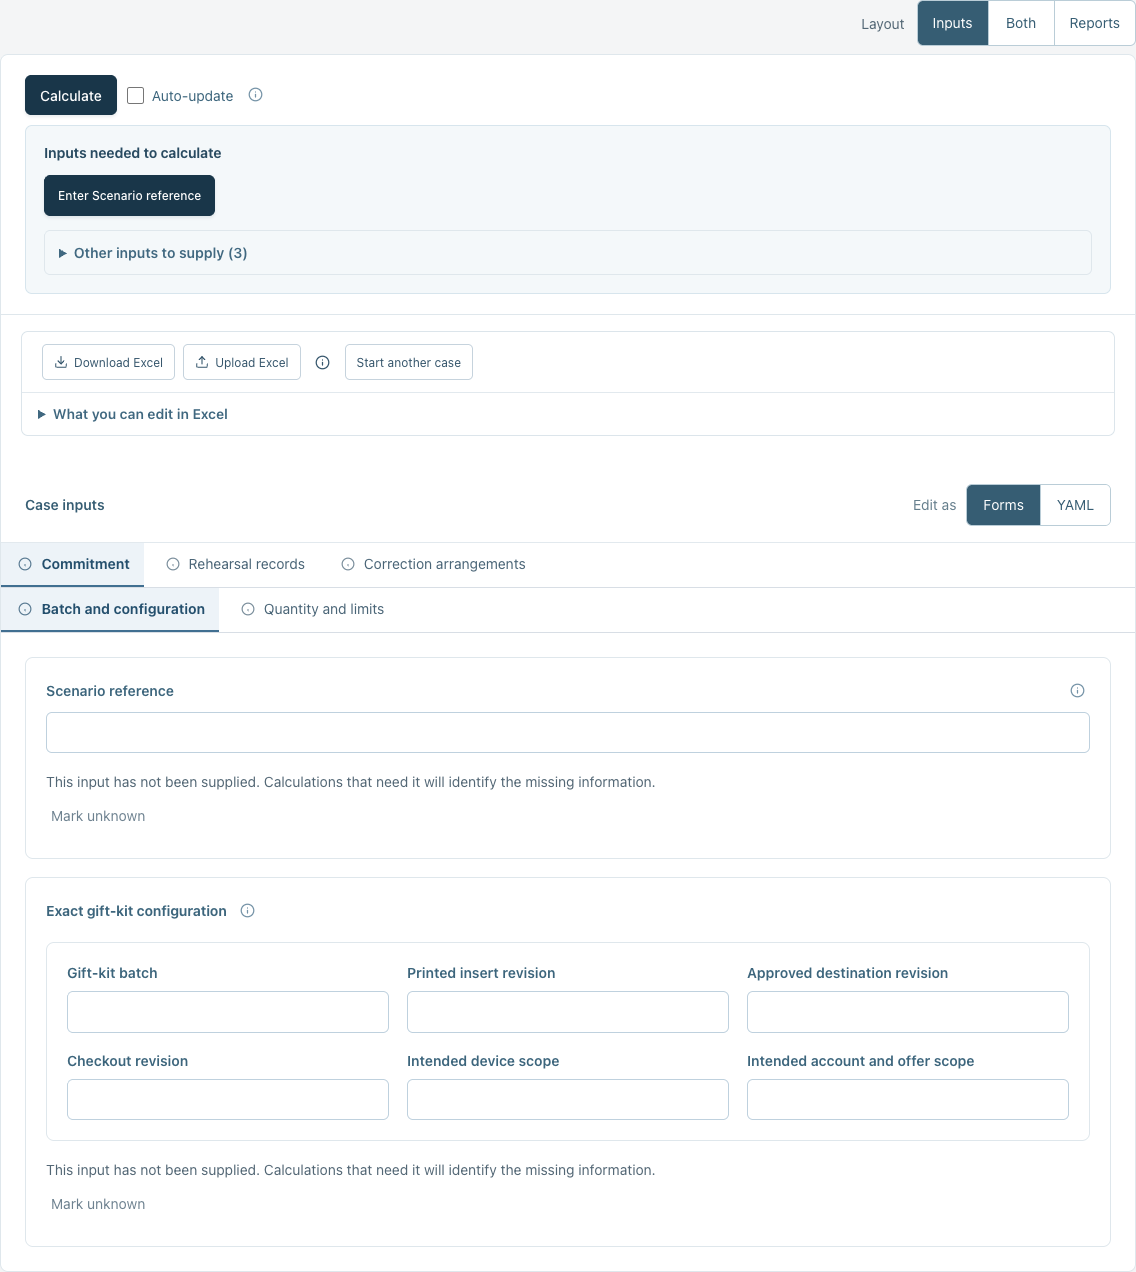 Layout
Inputs
Both
Reports
Calculate
Auto-update
Inputs needed to calculate
Enter Scenario reference
Other inputs to supply (3)
Download Excel
Upload Excel
Start another case
What you can edit in Excel
Case inputs
Edit as
Forms
YAML
Commitment
Rehearsal records
Correction arrangements
Batch and configuration
Quantity and limits
Scenario reference
This input has not been supplied. Calculations that need it will identify the missing information.
Mark unknown
Exact gift-kit configuration
Gift-kit batch
Printed insert revision
Approved destination revision
Checkout revision
Intended device scope
Intended account and offer scope
This input has not been supplied. Calculations that need it will identify the missing information.
Mark unknown